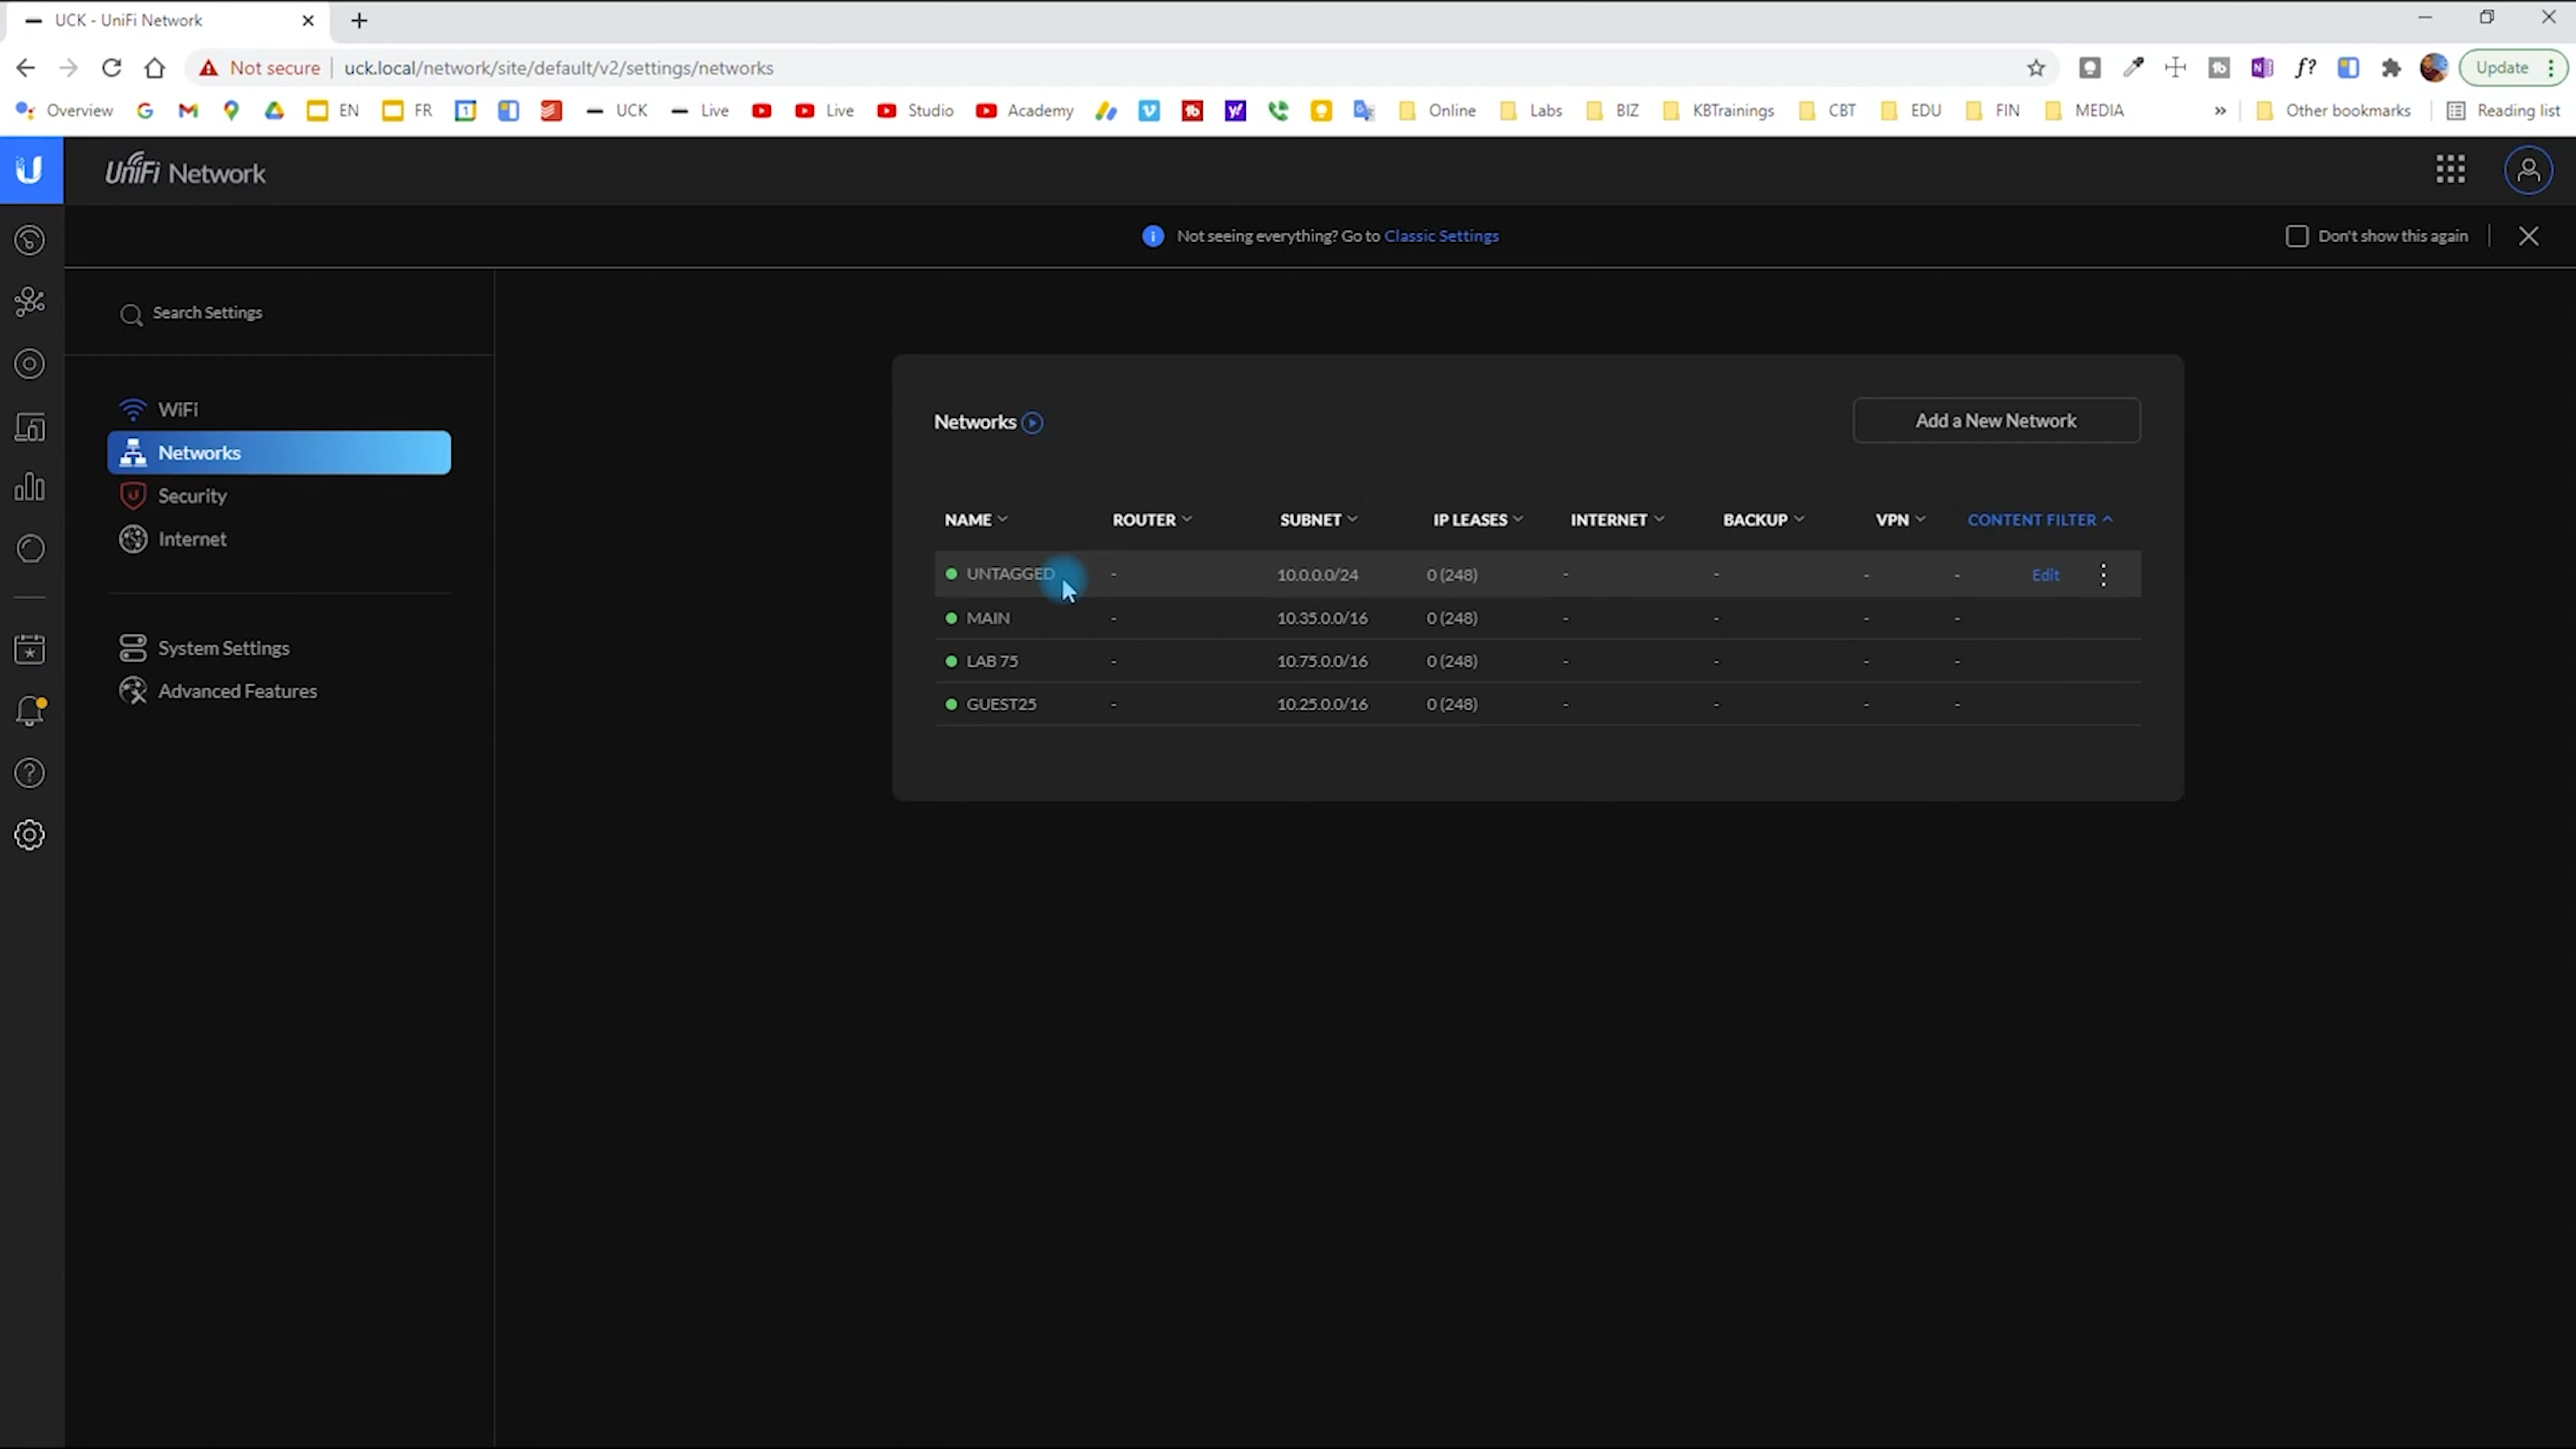 UCK - UniFi Network
Not secure uck.local/network/site/default/v2/settings/networks Update
Overview EN FR UCK Live Live Studio Academy Online Labs BIZ KBTrainings CBT EDU FIN MEDIA » Other bookmarks Reading list
UniFi Network
Not seeing everything? Go to Classic Settings Don't show this again
Search Settings
WiFi
Networks
Security
Internet
System Settings
Advanced Features
Networks Add a New Network
NAME ROUTER SUBNET IP LEASES INTERNET BACKUP VPN CONTENT FILTER
UNTAGGED - 10.0.0.0/24 0 (248) - - - - Edit
MAIN - 10.35.0.0/16 0 (248) - - - -
LAB 75 - 10.75.0.0/16 0 (248) - - - -
GUEST25 - 10.25.0.0/16 0 (248) - - - -